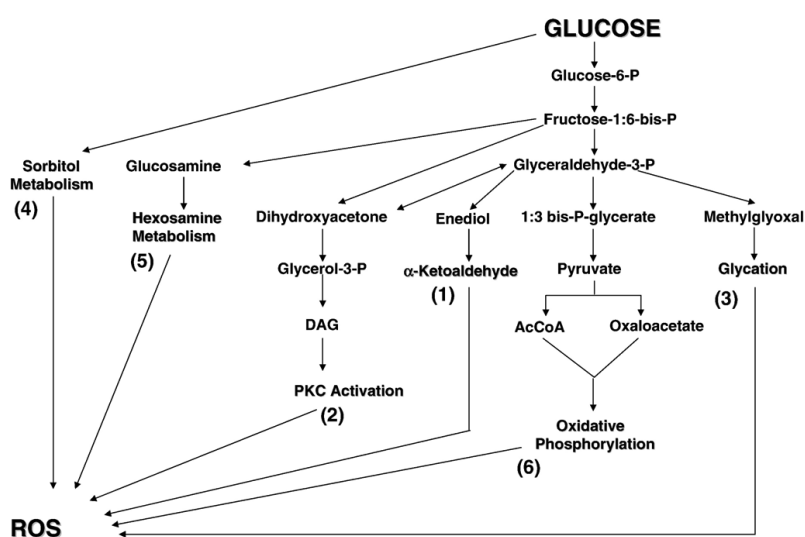 GLUCOSE
Glucose-6-P
Fructose-1:6-bis-P
Sorbitol
Metabolism
(4)
Glucosamine
Glyceraldehyde-3-P
Hexosamine
Metabolism
(5)
Dihydroxyacetone
Enediol
1:3 bis-P-glycerate
Methylglyoxal
Glycerol-3-P
α-Ketoaldehyde
(1)
Pyruvate
Glycation
(3)
DAG
AcCoA
Oxaloacetate
PKC Activation
(2)
Oxidative
Phosphorylation
(6)
ROS